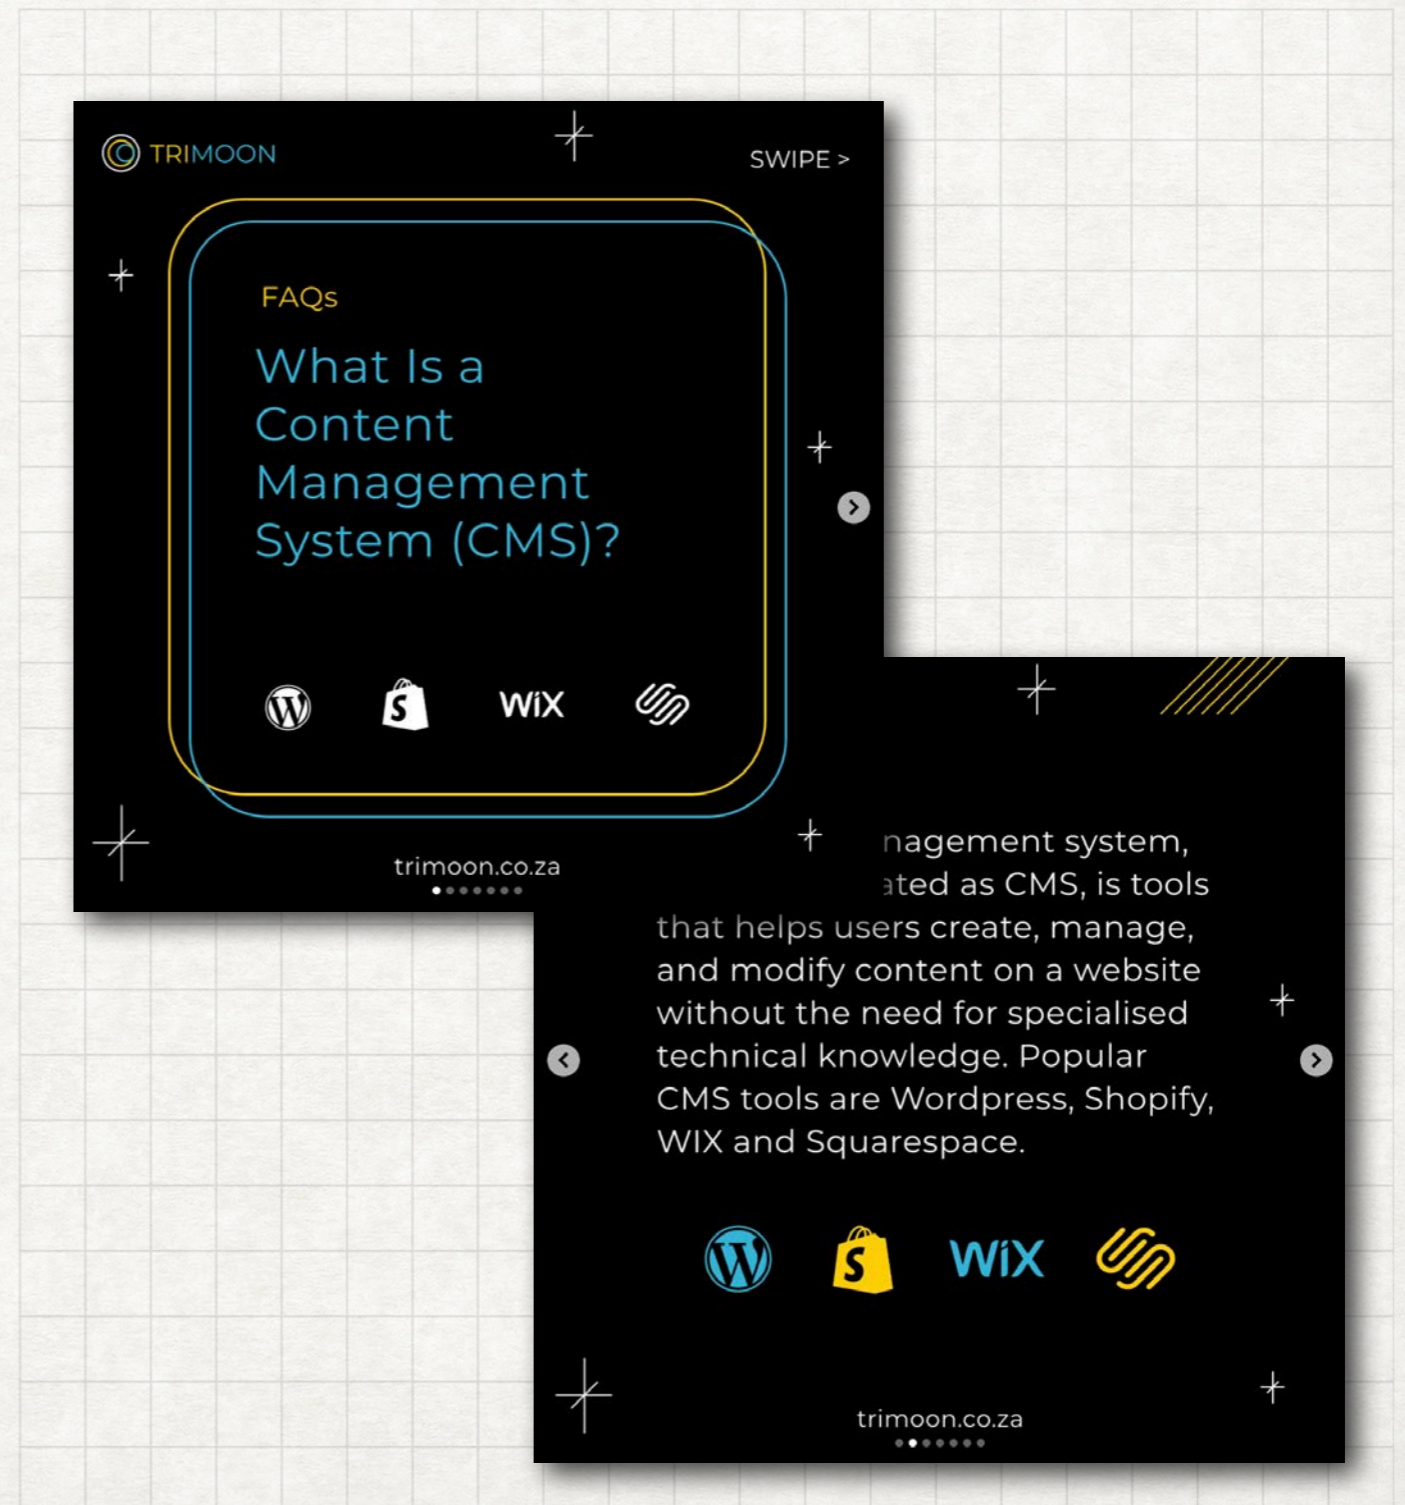 TRIMOON
SWIPE >
FAQs
What Is a
Content
Management
System (CMS)?
WiX
trimoon.co.za
system,
as CMS, is tools
that helps users create, manage,
and modify content on a website
without the need for specialised
technical knowledge. Popular
CMS tools are Wordpress, Shopify,
WIX and Squarespace.
WiX
trimoon.co.za